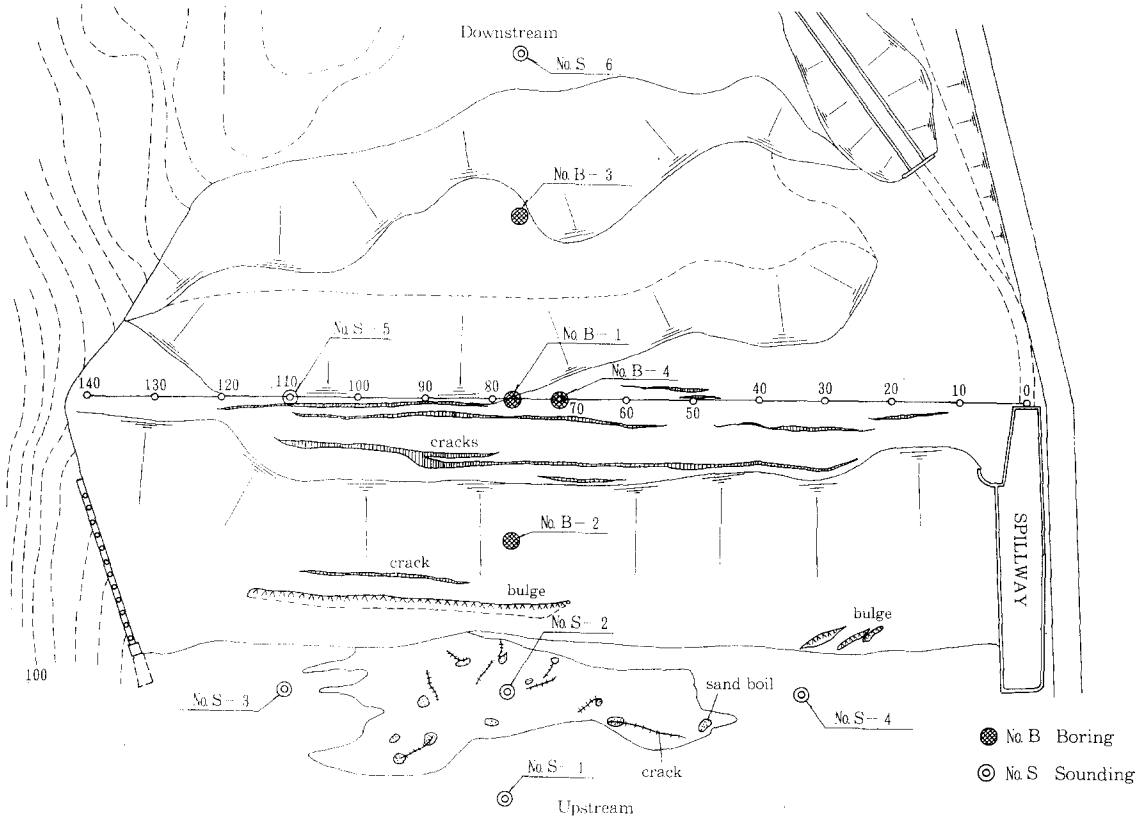 Downstream
No. S - 6
No. B - 3
No. S - 5
No. B - 1
No. B - 4
140 130 120 110 100 90 80 70 60 50 40 30 20 10 0
cracks
No. B - 2
SPILLWAY
crack
bulge
bulge
No. S - 2
100
No. S - 3
sand boil
No. S - 4
No. B Boring
No. S - 1
crack
No. S Sounding
Upstream